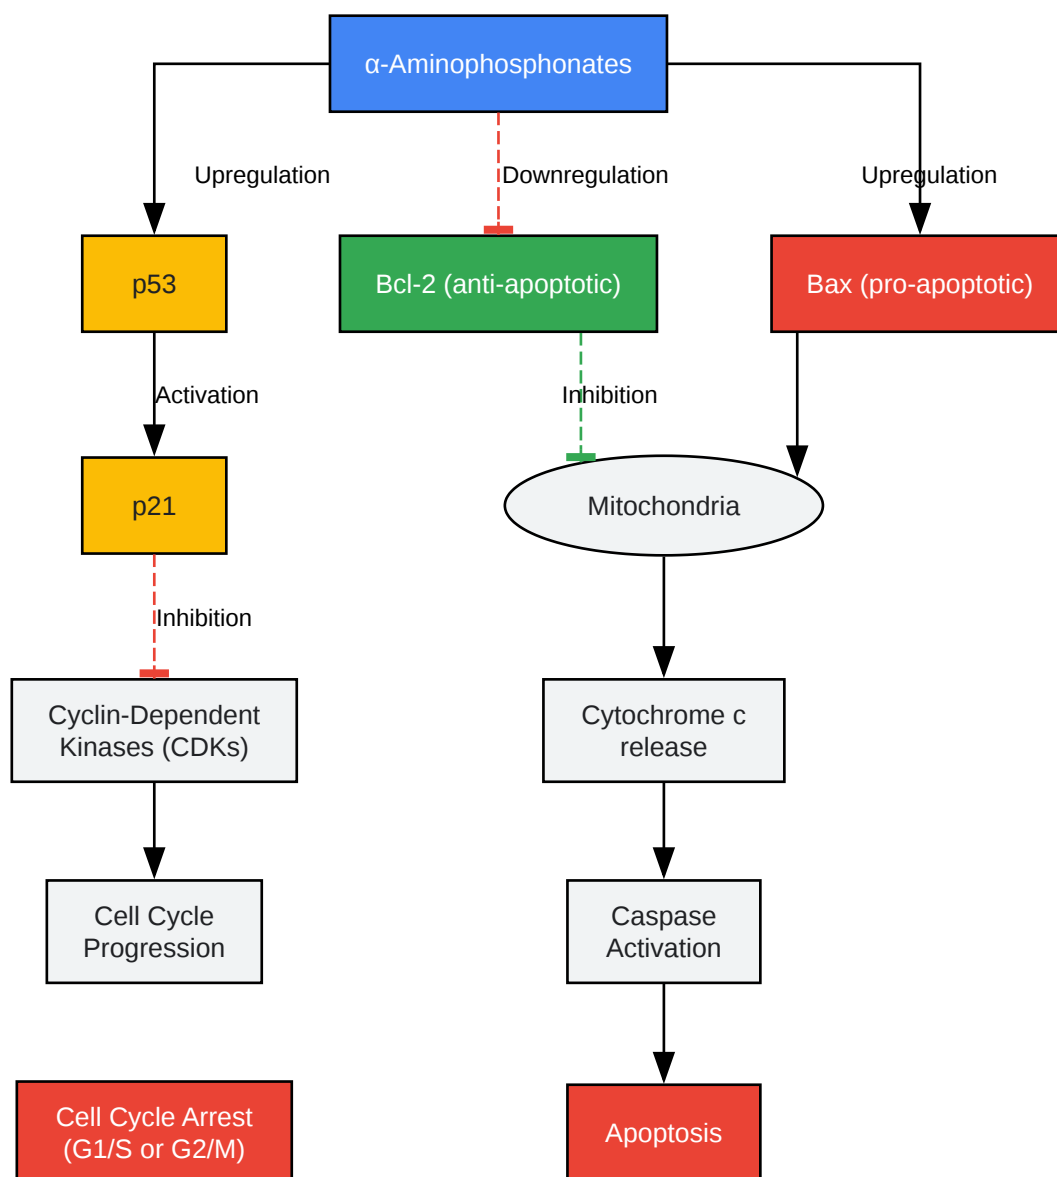 α-Aminophosphonates
Upregulation
Downregulation
Upregulation
p53
Bcl-2 (anti-apoptotic)
Bax (pro-apoptotic)
Activation
Inhibition
p21
Mitochondria
Inhibition
Cyclin-Dependent
Kinases (CDKs)
Cytochrome c
release
Cell Cycle
Progression
Caspase
Activation
Cell Cycle Arrest
(G1/S or G2/M)
Apoptosis